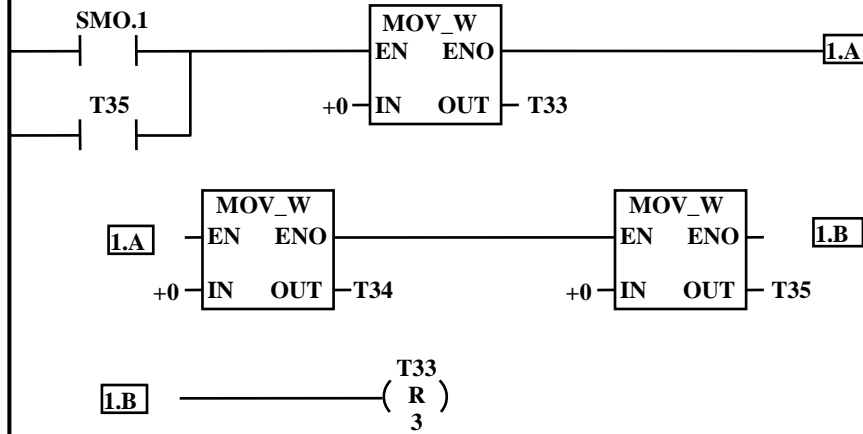 SMO.1
MOV_W
EN ENO
1.A
T35
+0 IN OUT T33
MOV_W MOV_W
1.A EN ENO EN ENO 1.B
+0 IN OUT T34 +0 IN OUT T35
T33
1.B ( R )
3